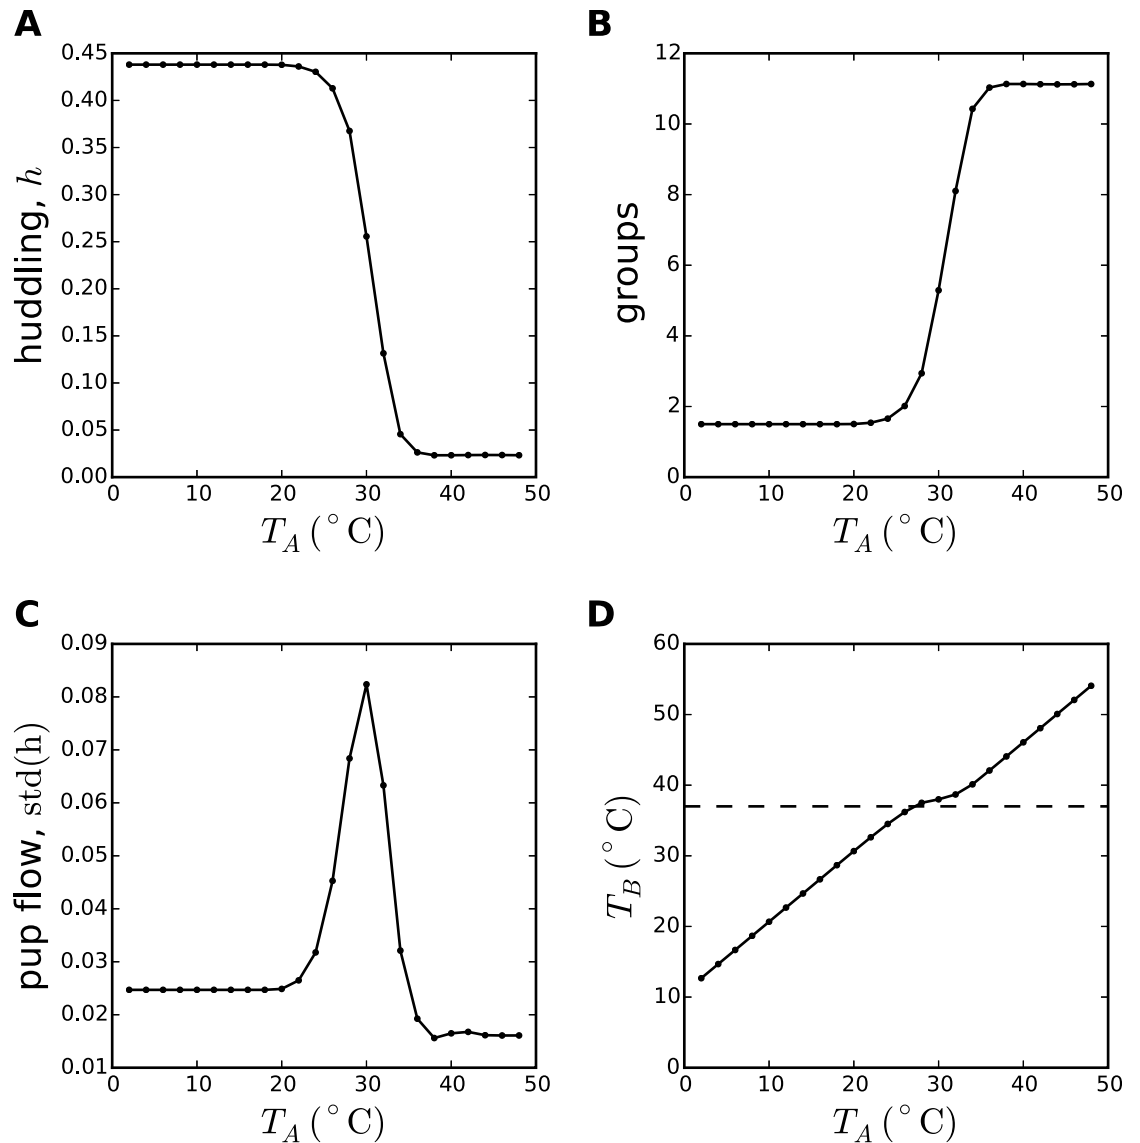 A
0.45
0.40
0.35
0.30
0.25
0.20
0.15
0.10
0.05
0.00
huddling, h
0 10 20 30 40 50
T_A (°C)
B
12
10
8
6
4
2
0
groups
0 10 20 30 40 50
T_A (°C)
C
0.09
0.08
0.07
0.06
0.05
0.04
0.03
0.02
0.01
pup flow, std(h)
0 10 20 30 40 50
T_A (°C)
D
60
50
40
30
20
10
0
T_B (°C)
0 10 20 30 40 50
T_A (°C)